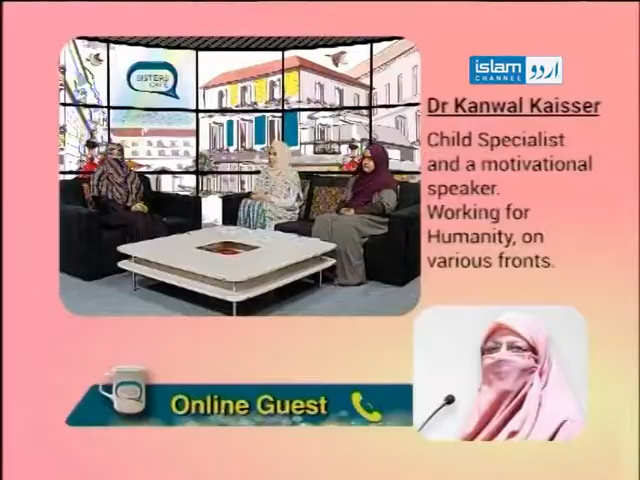 SISTERS
CAFE
islam
CHANNEL
اردو
Dr Kanwal Kaisser
Child Specialist
and a motivational
speaker.
Working for
Humanity, on
various fronts.
Online Guest